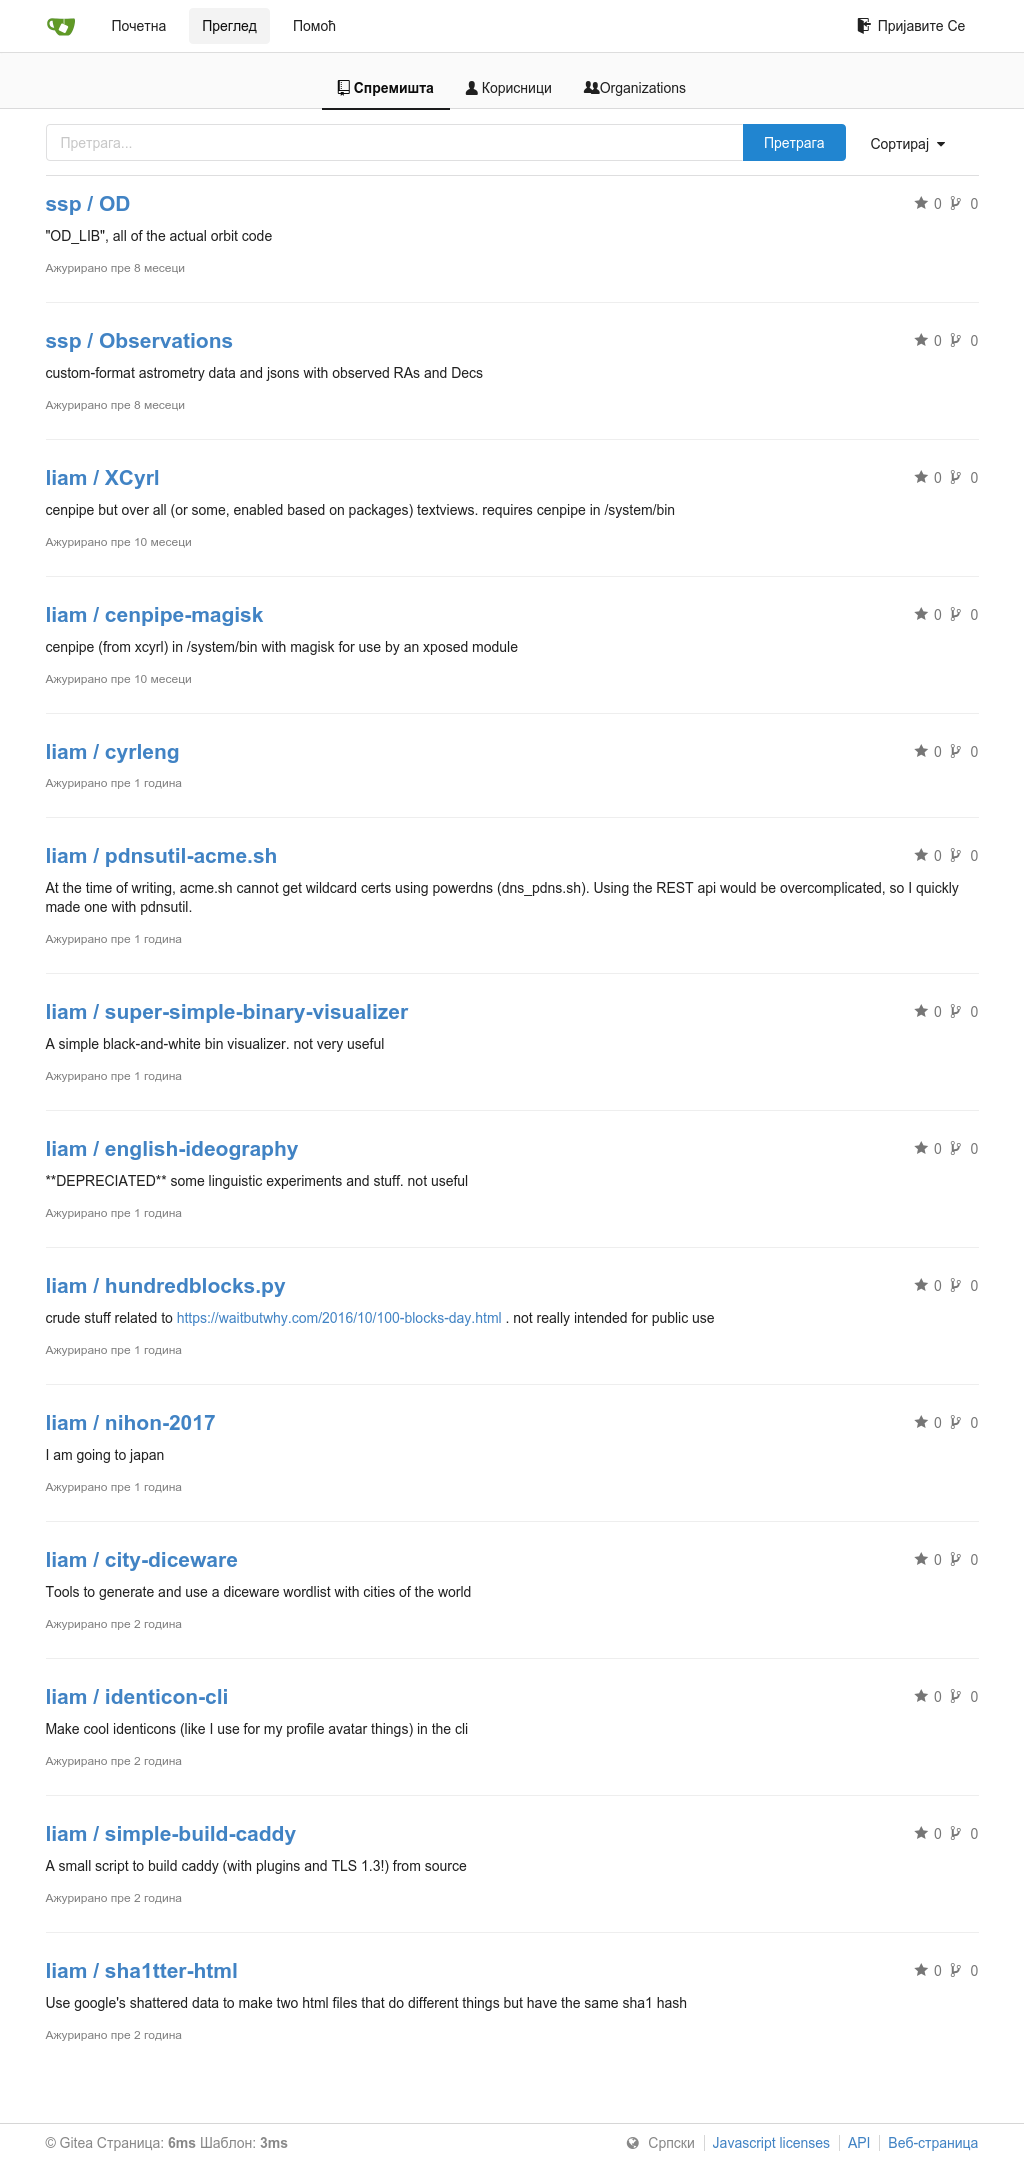 Почетна Преглед Помоћ Пријавите Се
Спремишта Корисници Organizations
Претрага... Претрага Сортирај
ssp / OD 0 0
"OD_LIB", all of the actual orbit code
Ажурирано пре 8 месеци
ssp / Observations 0 0
custom-format astrometry data and jsons with observed RAs and Decs
Ажурирано пре 8 месеци
liam / XCyrl 0 0
cenpipe but over all (or some, enabled based on packages) textviews. requires cenpipe in /system/bin
Ажурирано пре 10 месеци
liam / cenpipe-magisk 0 0
cenpipe (from xcyrl) in /system/bin with magisk for use by an xposed module
Ажурирано пре 10 месеци
liam / cyrleng 0 0
Ажурирано пре 1 година
liam / pdnsutil-acme.sh 0 0
At the time of writing, acme.sh cannot get wildcard certs using powerdns (dns_pdns.sh). Using the REST api would be overcomplicated, so I quickly
made one with pdnsutil.
Ажурирано пре 1 година
liam / super-simple-binary-visualizer 0 0
A simple black-and-white bin visualizer. not very useful
Ажурирано пре 1 година
liam / english-ideography 0 0
**DEPRECIATED** some linguistic experiments and stuff. not useful
Ажурирано пре 1 година
liam / hundredblocks.py 0 0
crude stuff related to https://waitbutwhy.com/2016/10/100-blocks-day.html . not really intended for public use
Ажурирано пре 1 година
liam / nihon-2017 0 0
I am going to japan
Ажурирано пре 1 година
liam / city-diceware 0 0
Tools to generate and use a diceware wordlist with cities of the world
Ажурирано пре 2 година
liam / identicon-cli 0 0
Make cool identicons (like I use for my profile avatar things) in the cli
Ажурирано пре 2 година
liam / simple-build-caddy 0 0
A small script to build caddy (with plugins and TLS 1.3!) from source
Ажурирано пре 2 година
liam / sha1tter-html 0 0
Use google's shattered data to make two html files that do different things but have the same sha1 hash
Ажурирано пре 2 година
© Gitea Страница: 6ms Шаблон: 3ms Српски Javascript licenses API Веб-страница